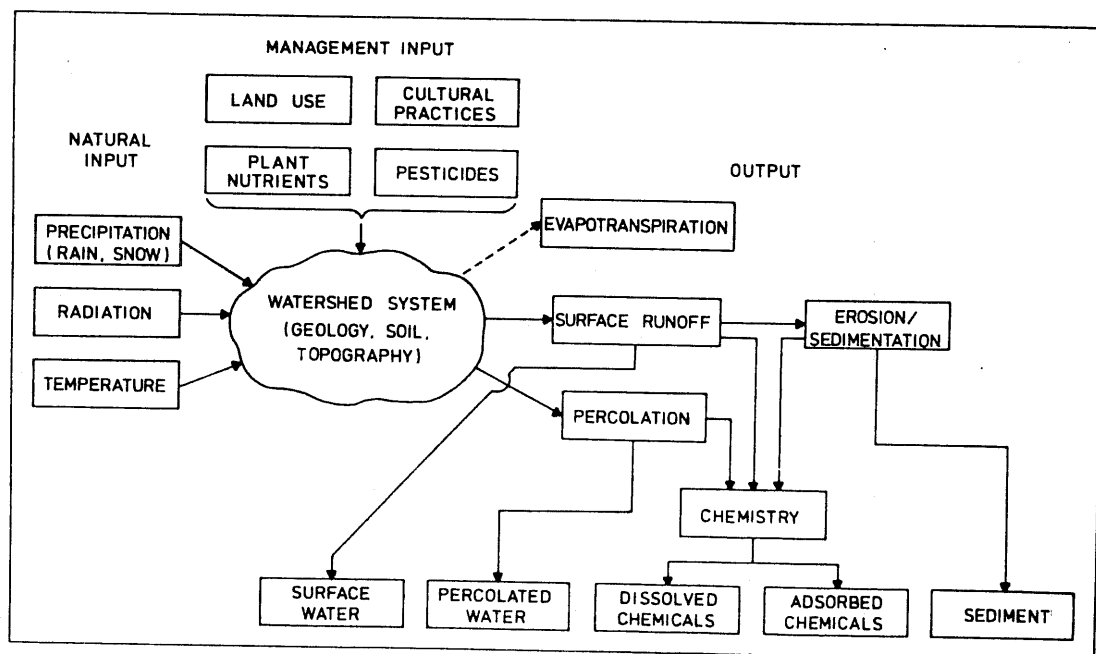 MANAGEMENT INPUT
LAND USE
CULTURAL
PRACTICES
NATURAL
INPUT
PLANT
NUTRIENTS
PESTICIDES
OUTPUT
PRECIPITATION
(RAIN, SNOW)
EVAPOTRANSPIRATION
RADIATION
WATERSHED SYSTEM
(GEOLOGY, SOIL,
TOPOGRAPHY)
SURFACE RUNOFF
EROSION/
SEDIMENTATION
TEMPERATURE
PERCOLATION
CHEMISTRY
SURFACE
WATER
PERCOLATED
WATER
DISSOLVED
CHEMICALS
ADSORBED
CHEMICALS
SEDIMENT